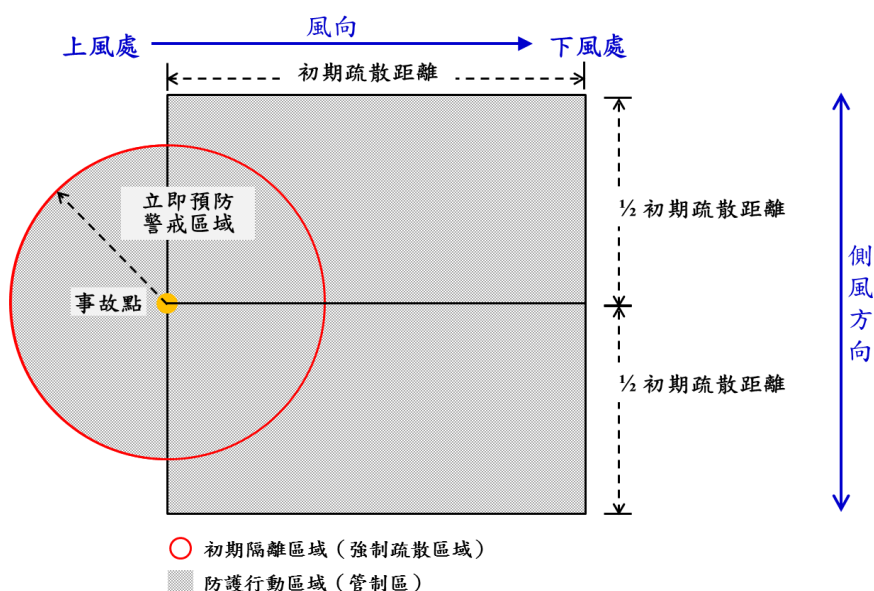 風向
上風處
下風處
初期疏散距離
立即預防
警戒區域
½ 初期疏散距離
事故點
側風方向
½ 初期疏散距離
初期隔離區域（強制疏散區域）
防護行動區域（管制區）